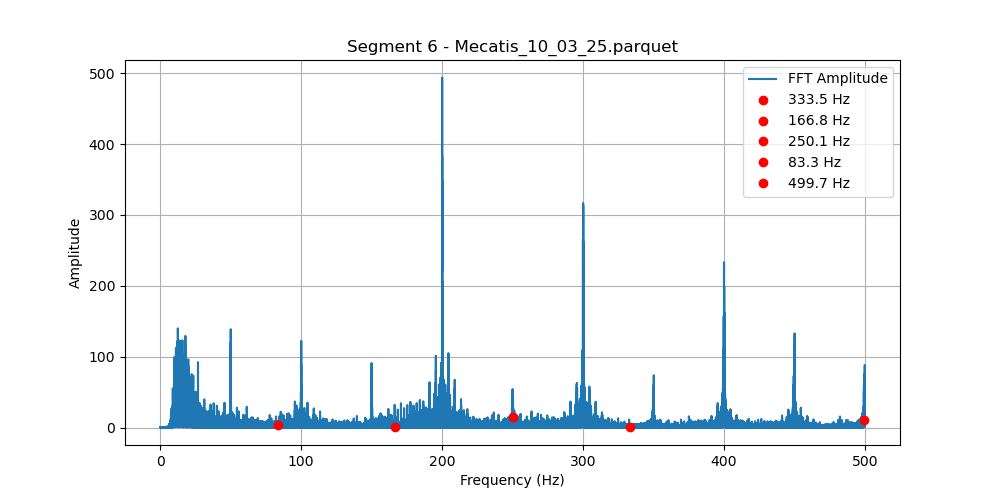 Segment 6 - Mecatis_10_03_25.parquet
FFT Amplitude
333.5 Hz
166.8 Hz
250.1 Hz
83.3 Hz
499.7 Hz
500
400
300
200
100
0
Amplitude
0 100 200 300 400 500
Frequency (Hz)